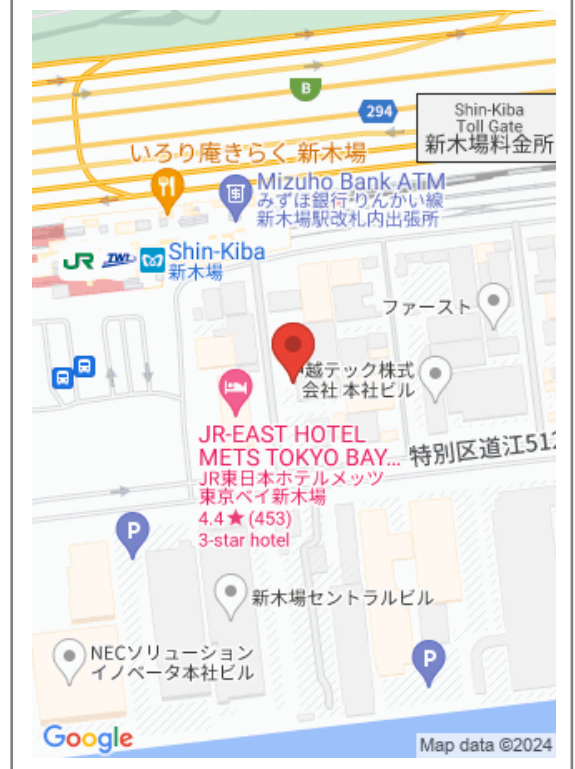 B
294
Shin-Kiba
Toll Gate
新木場料金所
いろり庵きらく 新木場
Mizuho Bank ATM
みずほ銀行 りんかい線
新木場駅改札内出張所
JR TWR Shin-Kiba
新木場
ファースト
越テック株式
会社 本社ビル
JR-EAST HOTEL
METS TOKYO BAY...
JR東日本ホテルメッツ
東京ベイ新木場
4.4★(453)
3-star hotel
特別区道江512
P
新木場セントラルビル
NECソリューション
イノベータ本社ビル
P
Google
Map data ©2024